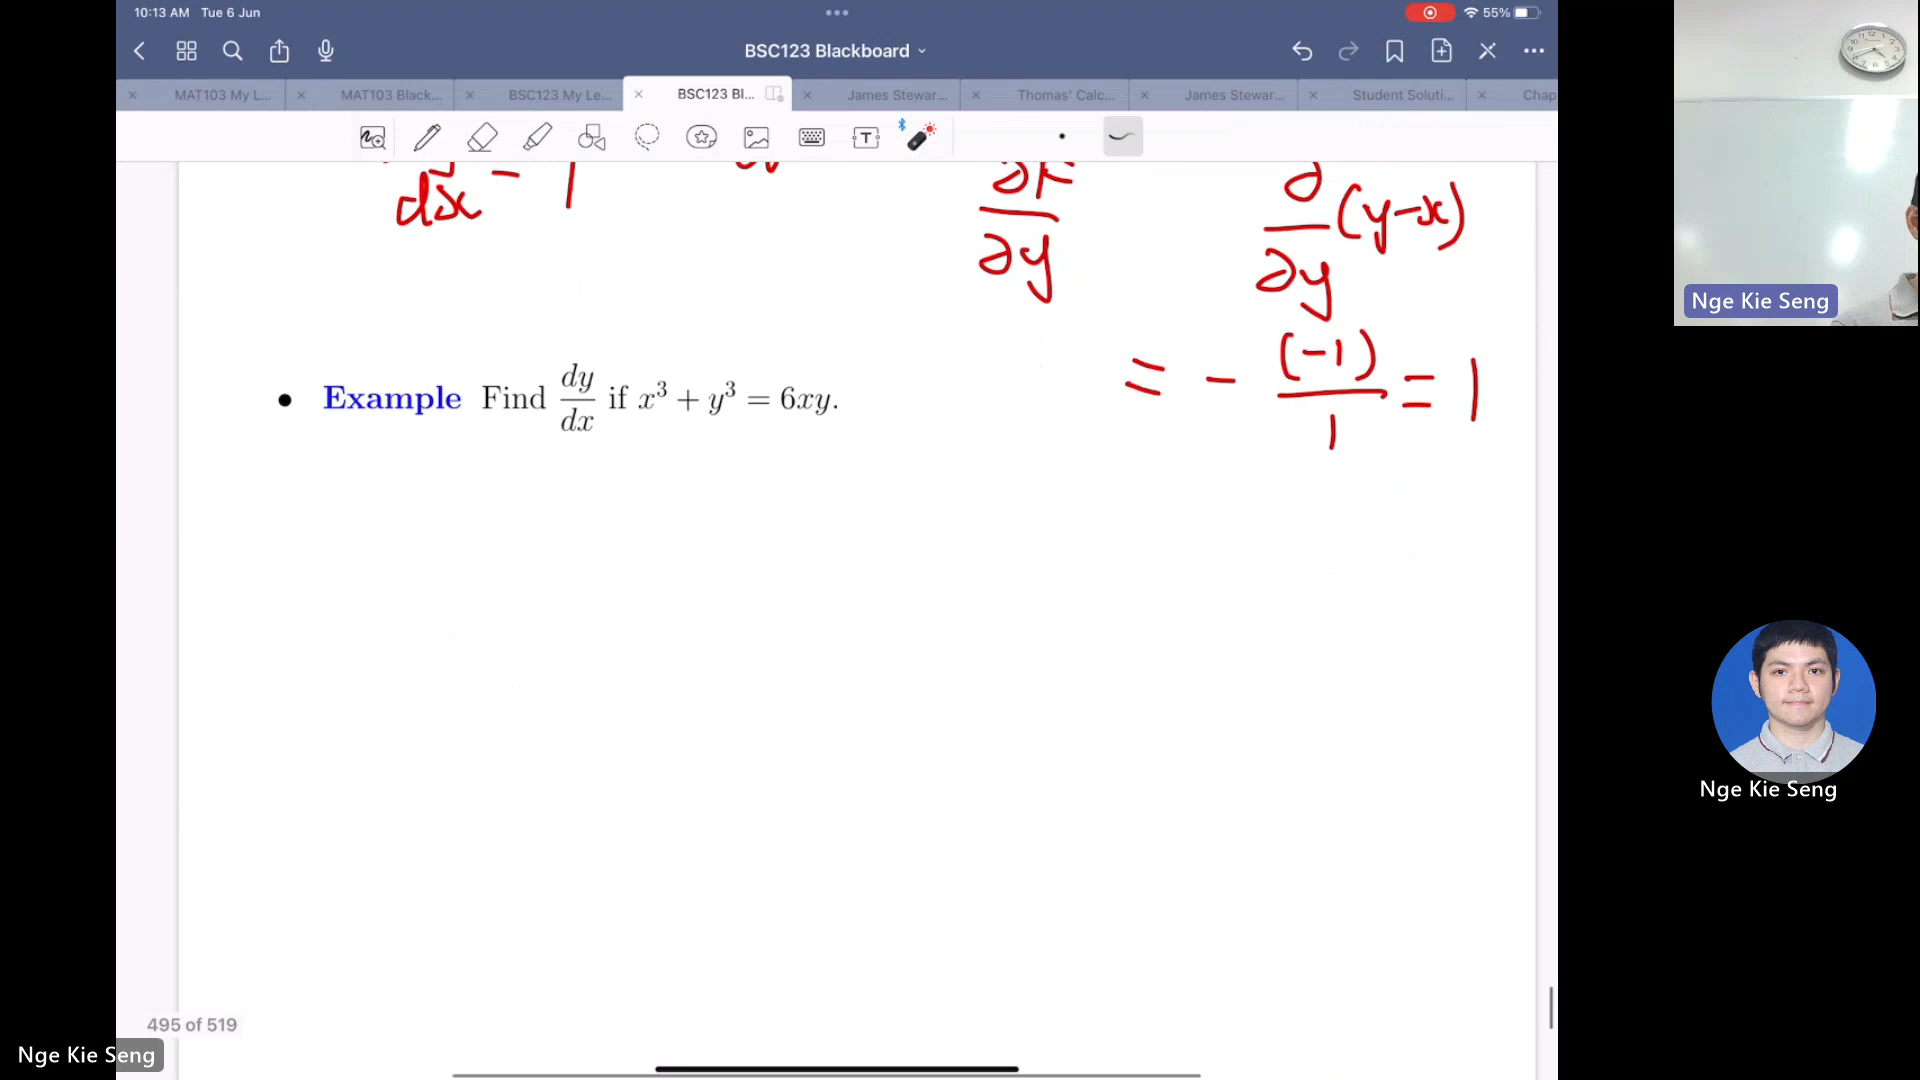 10:13 AM Tue 6 Jun
55%
BSC123 Blackboard
MAT103 My L...
MAT103 Black...
BSC123 My Le...
BSC123 Bl...
James Stewar...
Thomas' Calc...
James Stewar...
Student Soluti...
Chap
T
dx - 1
∂F/∂y
∂/∂y (y-x)
= - (-1)/1 = 1
• Example Find dy/dx if x³ + y³ = 6xy.
495 of 519
Nge Kie Seng
Nge Kie Seng
Nge Kie Seng